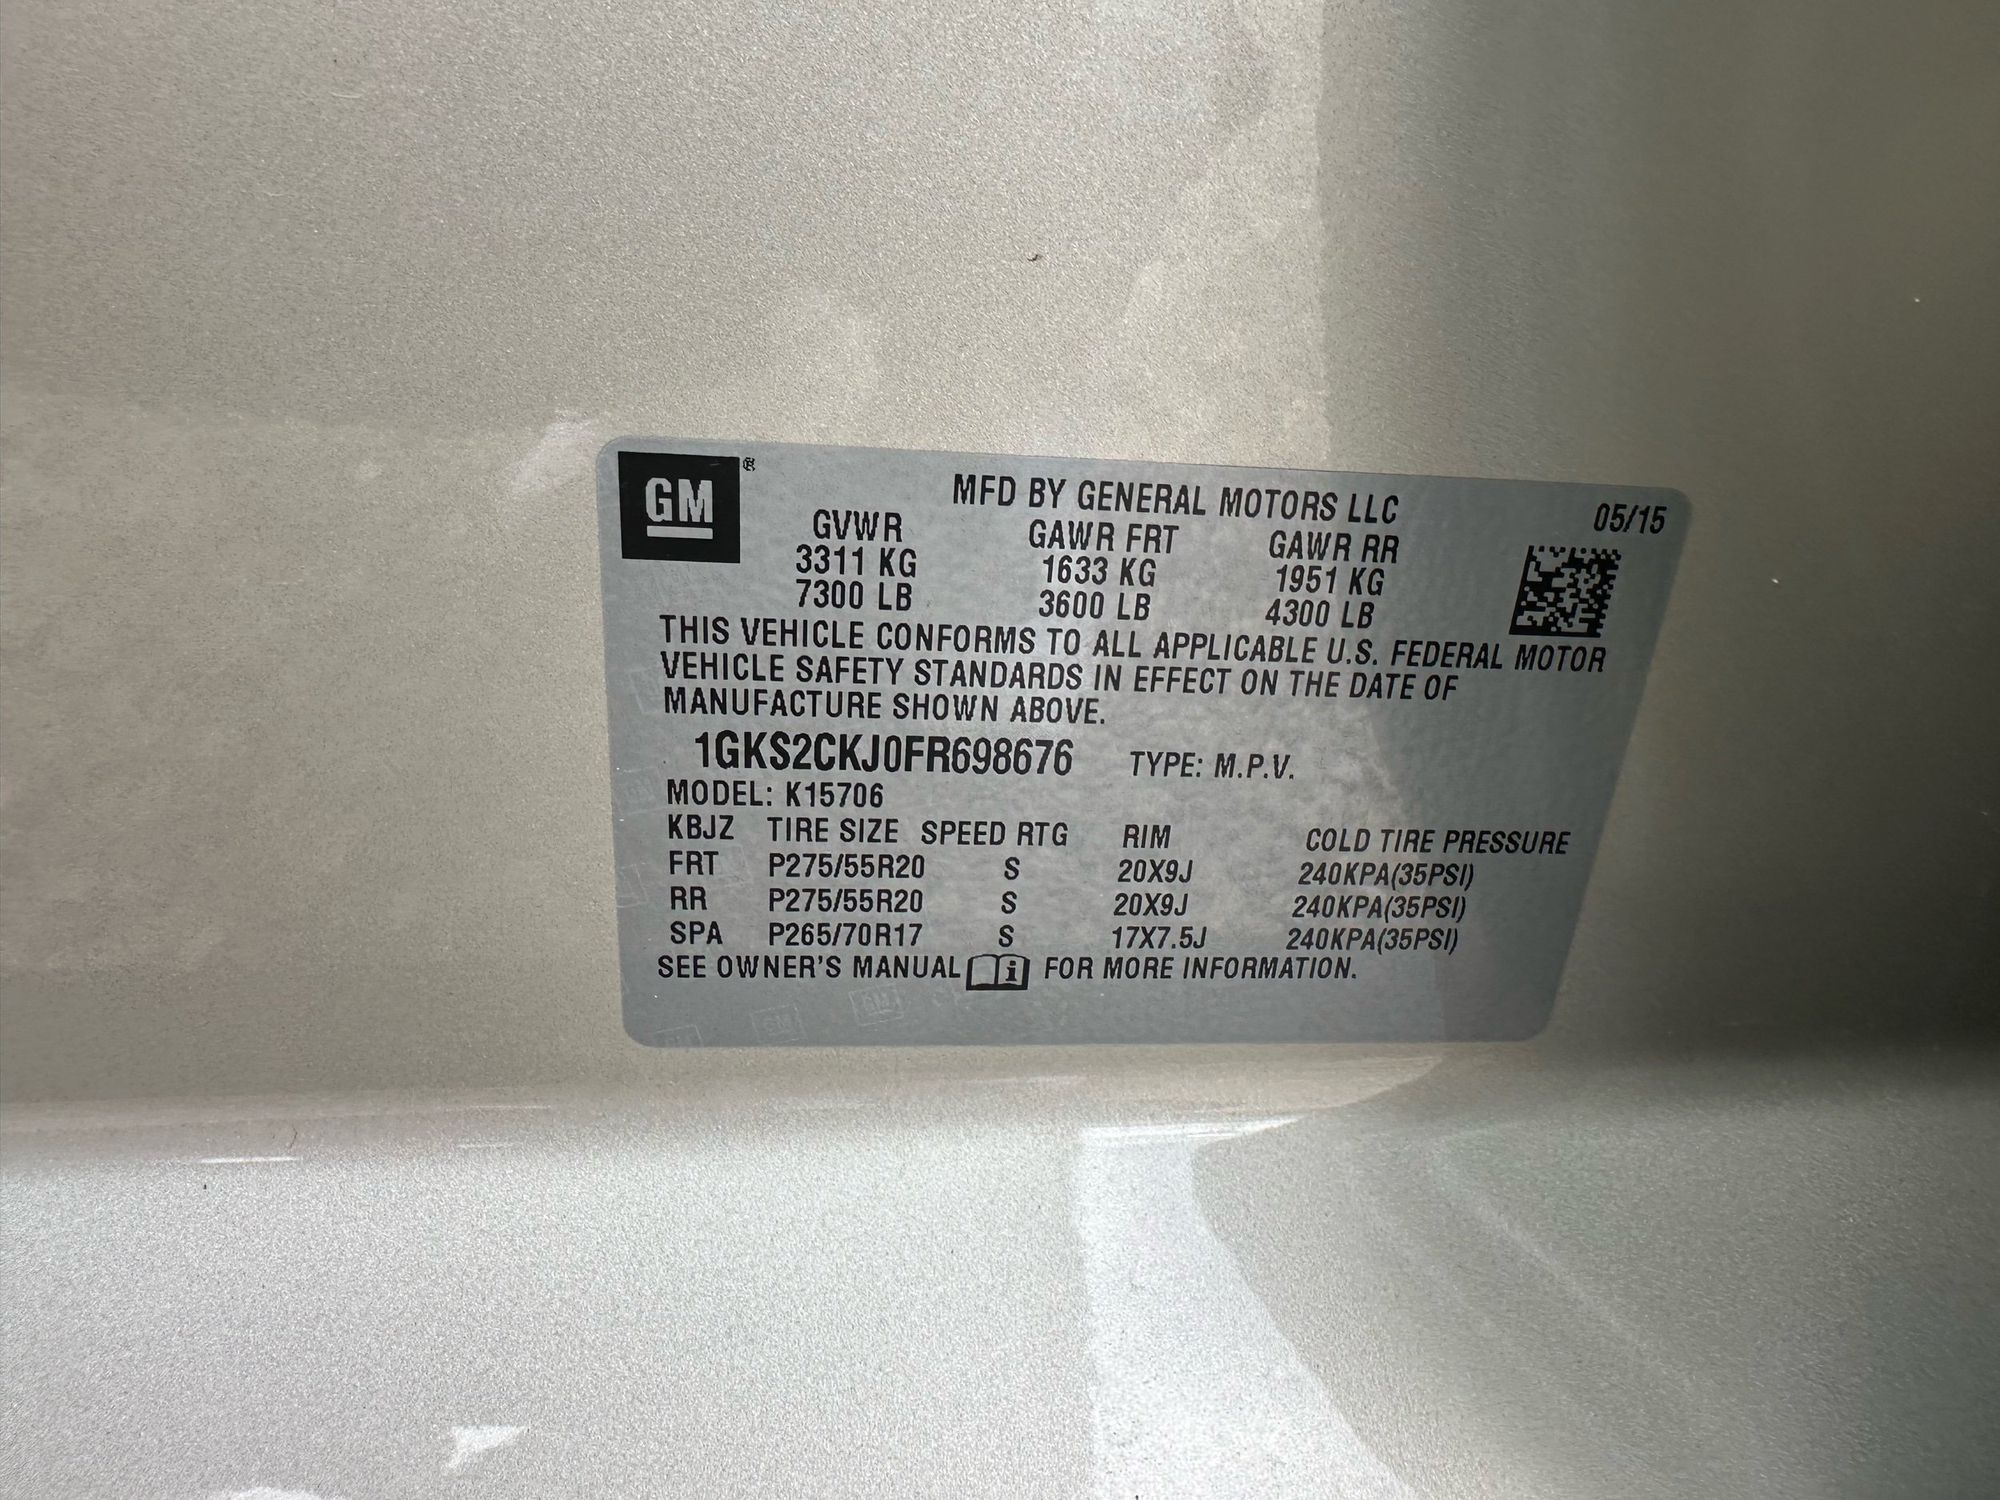 GM ®
MFD BY GENERAL MOTORS LLC 05/15
GVWR GAWR FRT GAWR RR
3311 KG 1633 KG 1951 KG
7300 LB 3600 LB 4300 LB
THIS VEHICLE CONFORMS TO ALL APPLICABLE U.S. FEDERAL MOTOR
VEHICLE SAFETY STANDARDS IN EFFECT ON THE DATE OF
MANUFACTURE SHOWN ABOVE.
1GKS2CKJ0FR698676 TYPE: M.P.V.
MODEL: K15706
KBJZ TIRE SIZE SPEED RTG RIM COLD TIRE PRESSURE
FRT P275/55R20 S 20X9J 240KPA(35PSI)
RR P275/55R20 S 20X9J 240KPA(35PSI)
SPA P265/70R17 S 17X7.5J 240KPA(35PSI)
SEE OWNER'S MANUAL i FOR MORE INFORMATION.